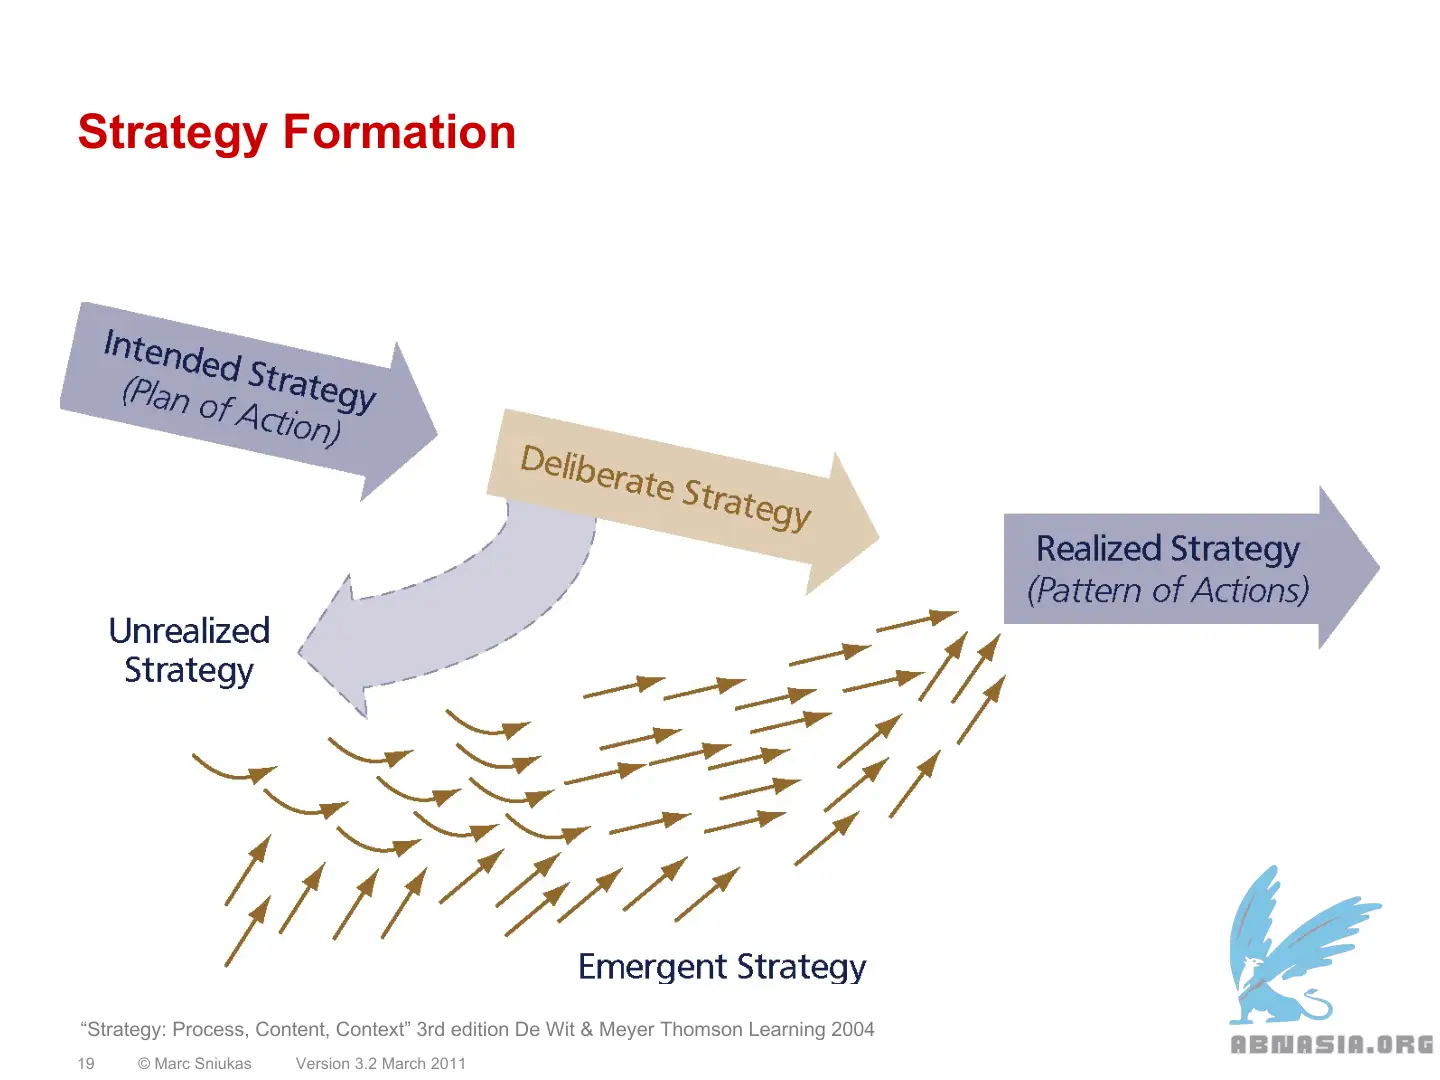 Strategy Formation
Intended Strategy
(Plan of Action)
Deliberate Strategy
Realized Strategy
(Pattern of Actions)
Unrealized
Strategy
Emergent Strategy
“Strategy: Process, Content, Context” 3rd edition De Wit & Meyer Thomson Learning 2004
19 © Marc Sniukas Version 3.2 March 2011
ABNASIA.ORG